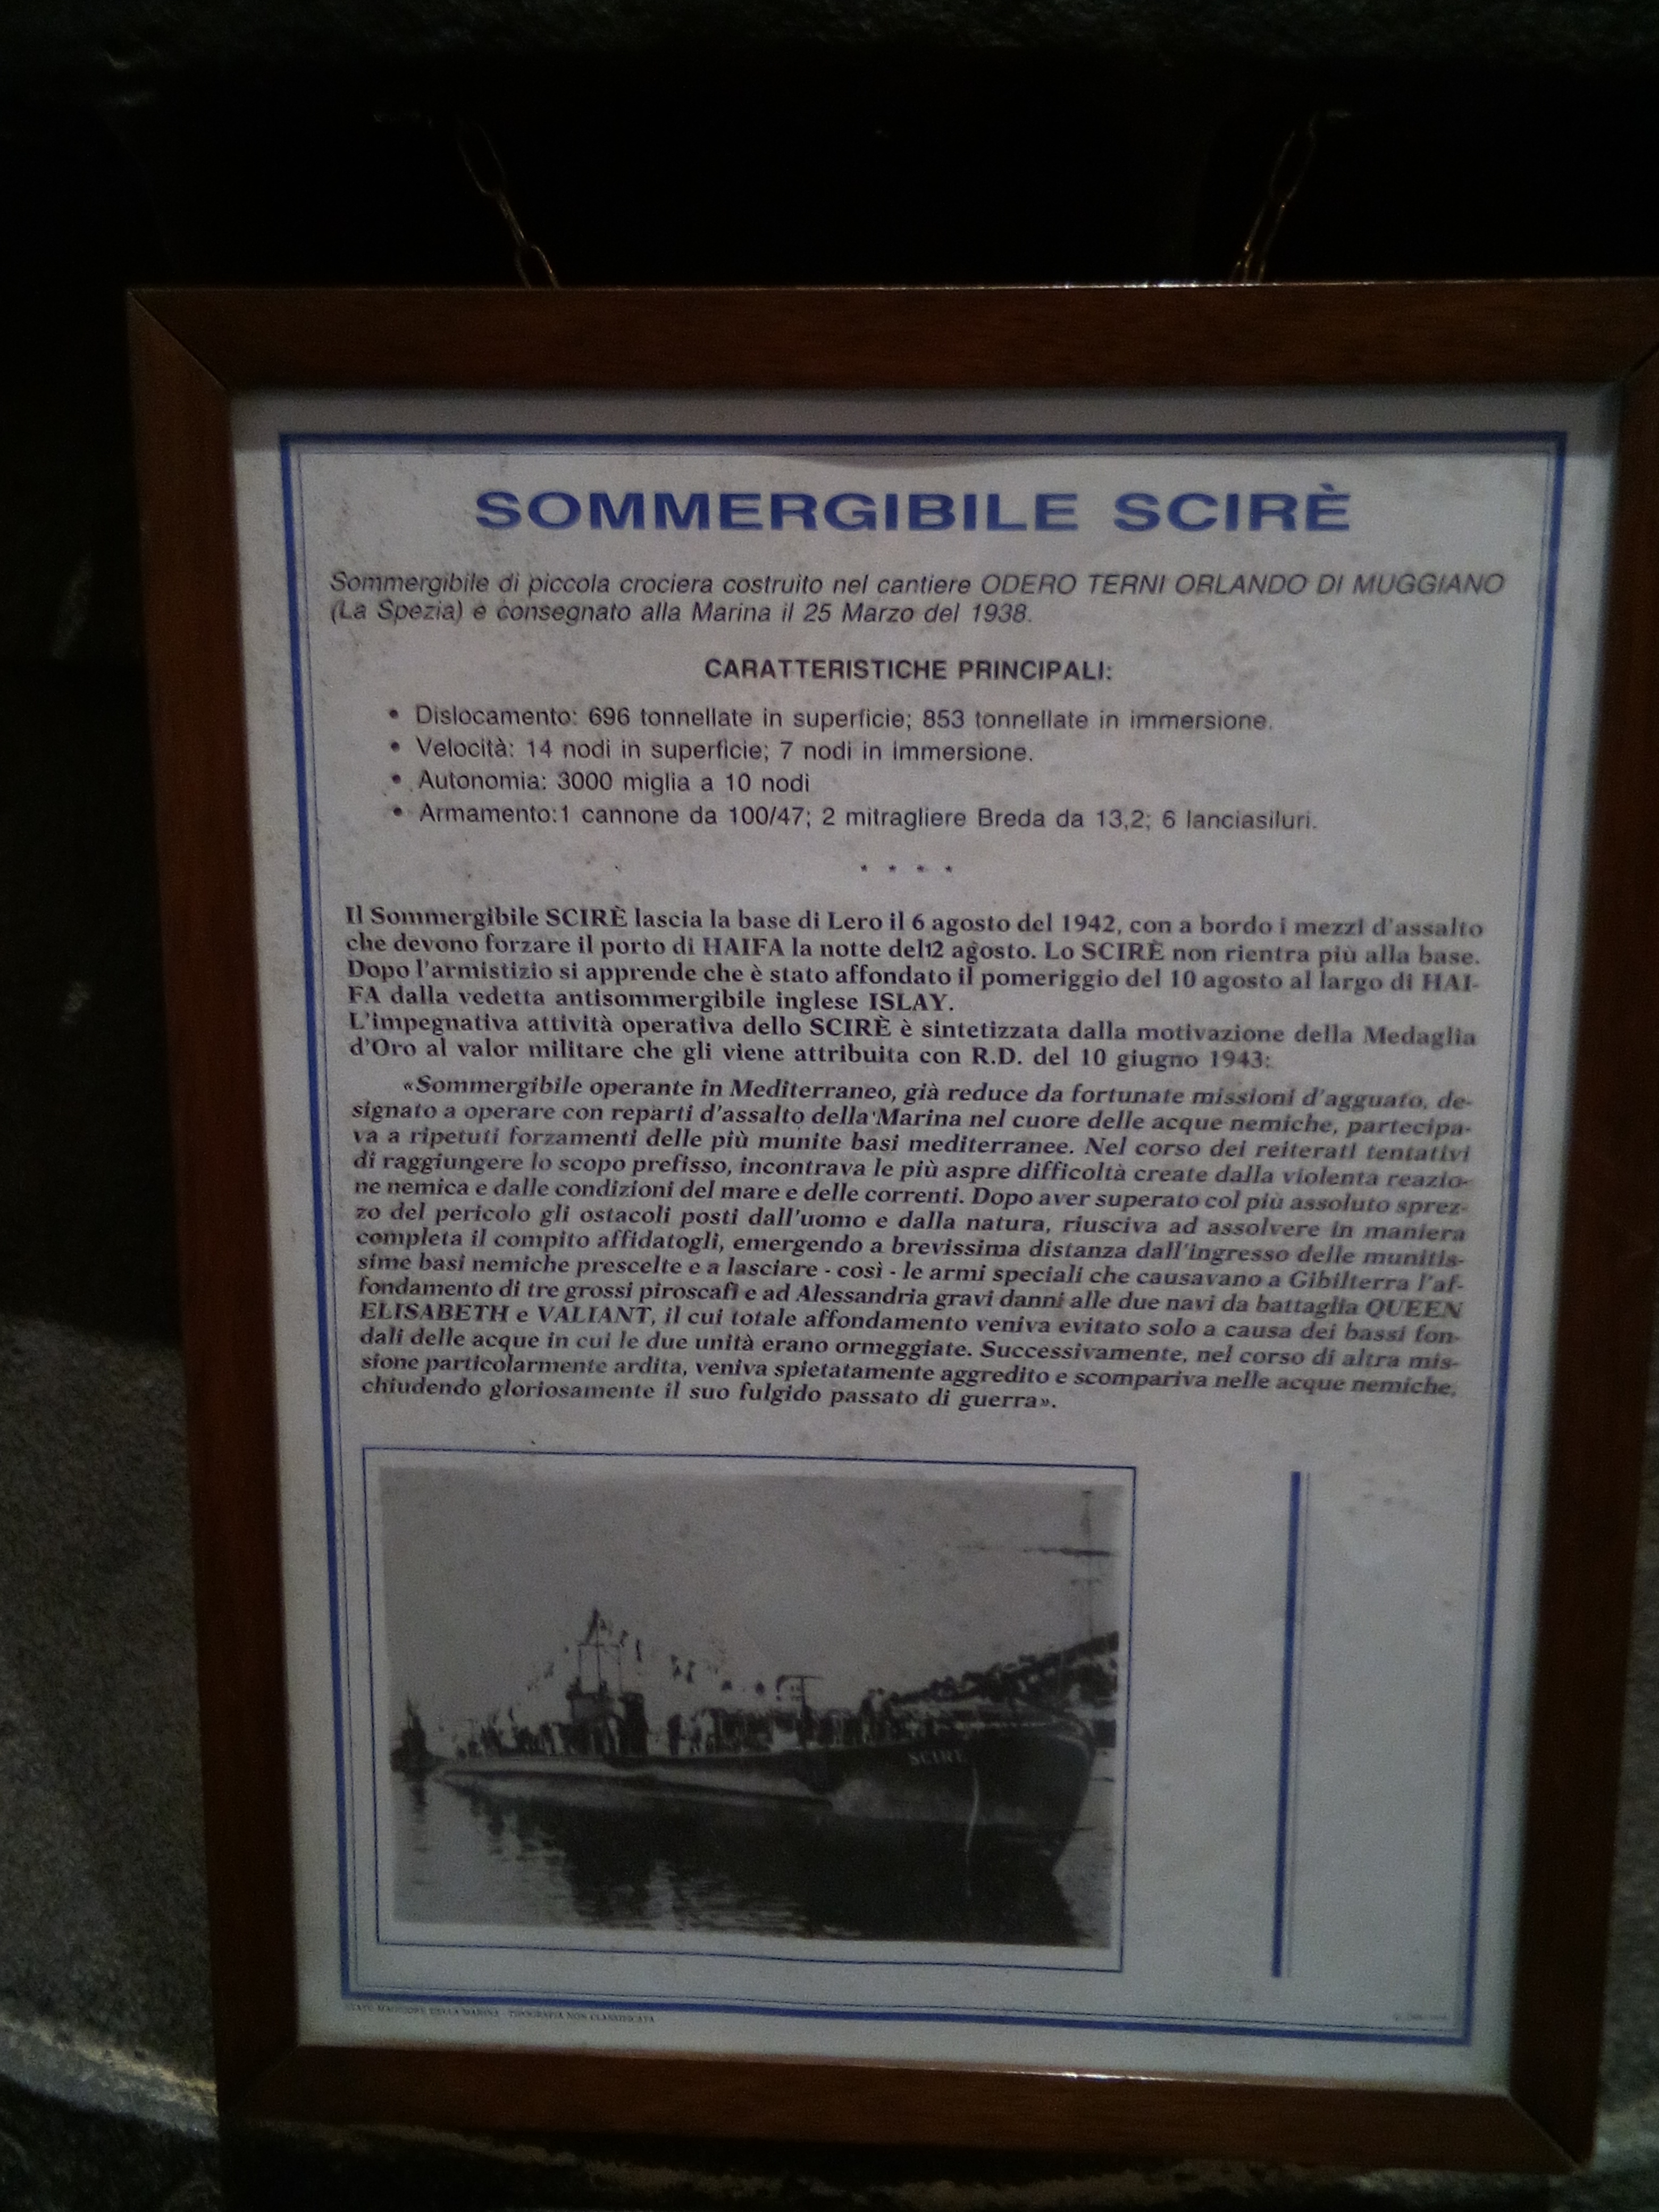 SOMMERGIBILE SCIRÈ
Sommergibile di piccola crociera costruito nel cantiere ODERO TERNI ORLANDO DI MUGGIANO
(La Spezia) e consegnato alla Marina il 25 Marzo del 1938.
CARATTERISTICHE PRINCIPALI:
• Dislocamento: 696 tonnellate in superficie; 853 tonnellate in immersione.
• Velocità: 14 nodi in superficie; 7 nodi in immersione.
• Autonomia: 3000 miglia a 10 nodi
• Armamento:1 cannone da 100/47; 2 mitragliere Breda da 13,2; 6 lanciasiluri.
* * * *
Il Sommergibile SCIRÈ lascia la base di Lero il 6 agosto del 1942, con a bordo i mezzi d'assalto
che devono forzare il porto di HAIFA la notte del12 agosto. Lo SCIRÈ non rientra più alla base.
Dopo l'armistizio si apprende che è stato affondato il pomeriggio del 10 agosto al largo di HAI-
FA dalla vedetta antisommergibile inglese ISLAY.
L'impegnativa attività operativa dello SCIRÈ è sintetizzata dalla motivazione della Medaglia
d'Oro al valor militare che gli viene attribuita con R.D. del 10 giugno 1943:
«Sommergibile operante in Mediterraneo, già reduce da fortunate missioni d'agguato, de-
signato a operare con reparti d'assalto della Marina nel cuore delle acque nemiche, partecipa-
va a ripetuti forzamenti delle più munite basi mediterranee. Nel corso dei reiterati tentativi
di raggiungere lo scopo prefisso, incontrava le più aspre difficoltà create dalla violenta reazio-
ne nemica e dalle condizioni del mare e delle correnti. Dopo aver superato col più assoluto sprez-
zo del pericolo gli ostacoli posti dall'uomo e dalla natura, riusciva ad assolvere in maniera
completa il compito affidatogli, emergendo a brevissima distanza dall'ingresso delle munitis-
sime basi nemiche prescelte e a lasciare - così - le armi speciali che causavano a Gibilterra l'af-
fondamento di tre grossi piroscafi e ad Alessandria gravi danni alle due navi da battaglia QUEEN
ELISABETH e VALIANT, il cui totale affondamento veniva evitato solo a causa dei bassi fon-
dali delle acque in cui le due unità erano ormeggiate. Successivamente, nel corso di altra mis-
sione particolarmente ardita, veniva spietatamente aggredito e scompariva nelle acque nemiche,
chiudendo gloriosamente il suo fulgido passato di guerra».
SCIRE
STATO MAGGIORE DELLA MARINA - TIPOGRAFIA NON CLASSIFICATA